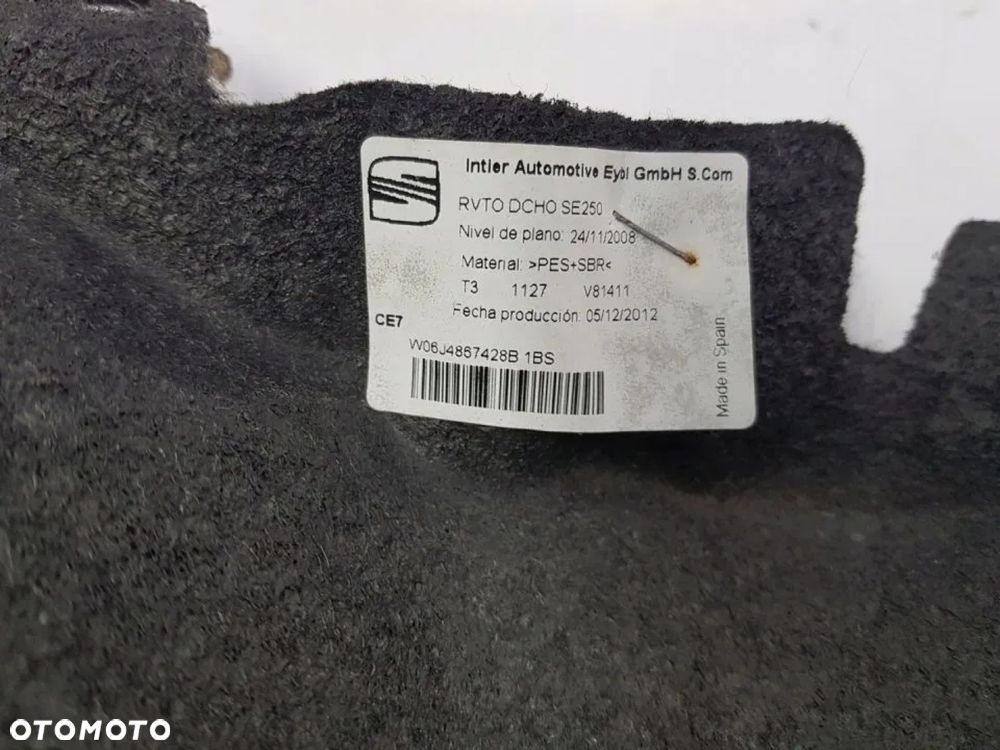 Intier Automotive Eybl GmbH S.Com
RVTO DCHO SE250
Nivel de plano: 24/11/2008
Material: >PES+SBR<
T3 1127 V81411
Fecha producción: 05/12/2012
CE7
W06J4867428B 1BS
Made in Spain
OTOMOTO